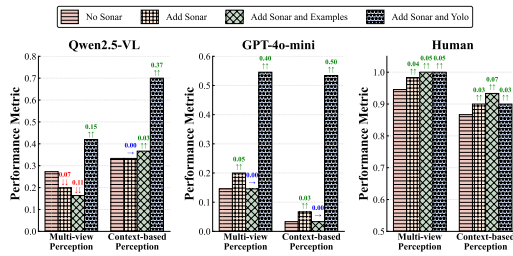 No Sonar
Add Sonar
Add Sonar and Examples
Add Sonar and Yolo
Qwen2.5-VL
Performance Metric
0.8
0.7
0.6
0.5
0.4
0.3
0.2
0.1
0.0
0.07
↓↓
0.11
↓↓
0.15
↑↑
0.00
→
0.03
↑↑
0.37
↑↑
Multi-view
Perception
Context-based
Perception
GPT-4o-mini
Performance Metric
0.6
0.5
0.4
0.3
0.2
0.1
0.0
0.05
↑↑
0.00
→
0.40
↑↑
0.03
↑↑
0.00
→
0.50
↑↑
Multi-view
Perception
Context-based
Perception
Human
Performance Metric
1.0
0.9
0.8
0.7
0.6
0.5
0.04
↑↑
0.05
↑↑
0.05
↑↑
0.03
↑↑
0.07
↑↑
0.03
↑↑
Multi-view
Perception
Context-based
Perception